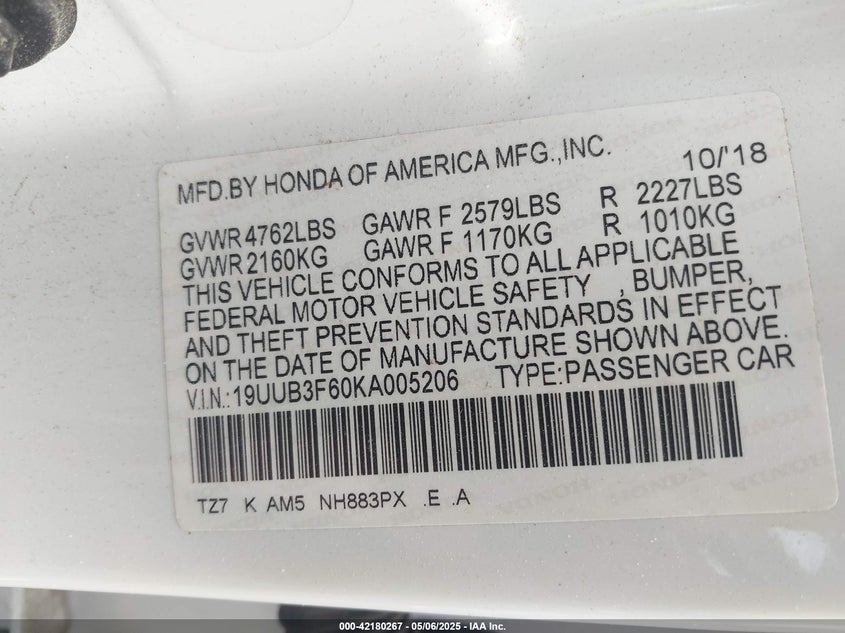 MFD.BY HONDA OF AMERICA MFG.,INC. 10/'18
GVWR 4762LBS GAWR F 2579LBS R 2227LBS
GVWR 2160KG GAWR F 1170KG R 1010KG
THIS VEHICLE CONFORMS TO ALL APPLICABLE
FEDERAL MOTOR VEHICLE SAFETY , BUMPER,
AND THEFT PREVENTION STANDARDS IN EFFECT
ON THE DATE OF MANUFACTURE SHOWN ABOVE.
V.I.N.:19UUB3F60KA005206 TYPE:PASSENGER CAR
TZ7 K AM5 NH883PX .E .A
000-42180267 - 05/06/2025 - IAA Inc.